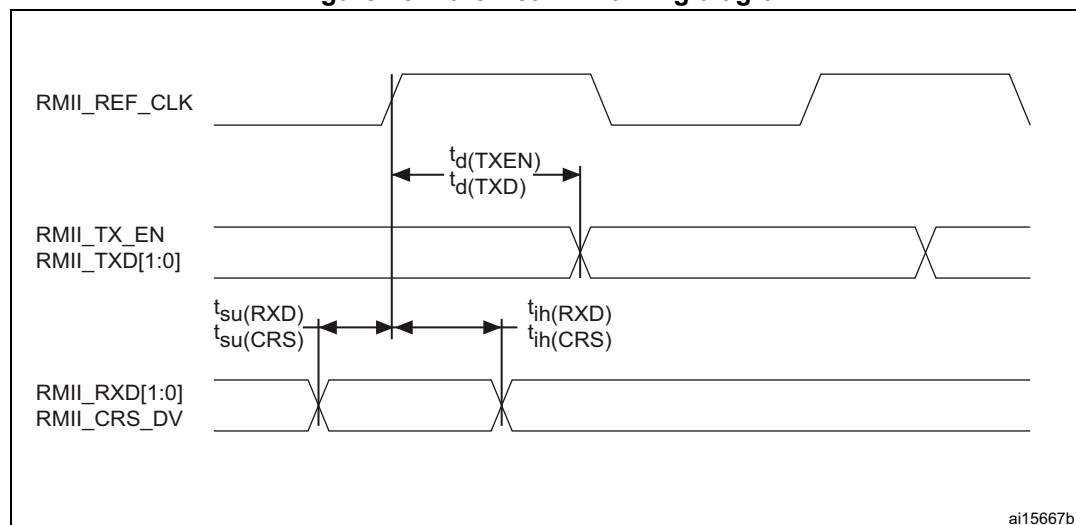 RMII_REF_CLK
td(TXEN)
td(TXD)
RMII_TX_EN
RMII_TXD[1:0]
tsu(RXD)
tsu(CRS)
tih(RXD)
tih(CRS)
RMII_RXD[1:0]
RMII_CRS_DV
ai15667b